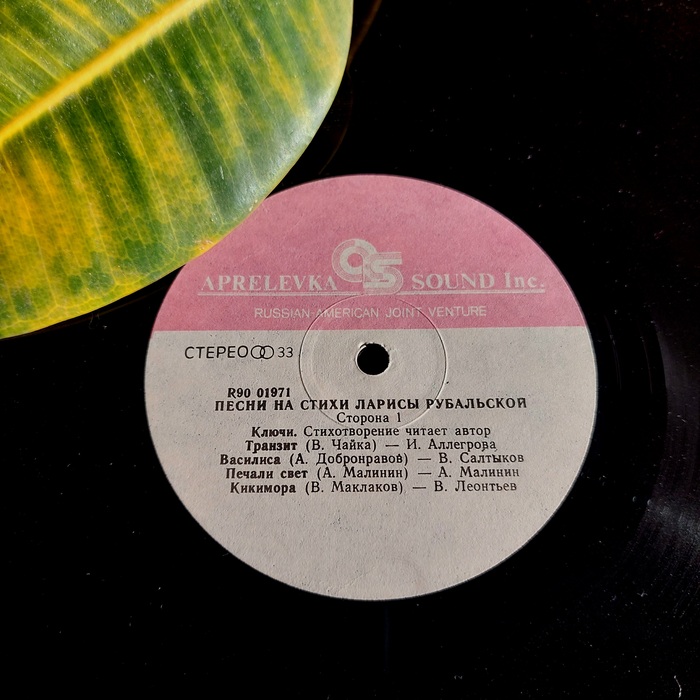 APRELEVKA AS SOUND Inc.
RUSSIAN-AMERICAN JOINT VENTURE
СТЕРЕО 33
R90 01971
ПЕСНИ НА СТИХИ ЛАРИСЫ РУБАЛЬСКОЙ
Сторона 1
Ключи. Стихотворение читает автор
Транзит (В. Чайка) — И. Аллегрова
Василиса (А. Добронравов) — В. Салтыков
Печали свет (А. Малинин) — А. Малинин
Кикимора (В. Маклаков) — В. Леонтьев